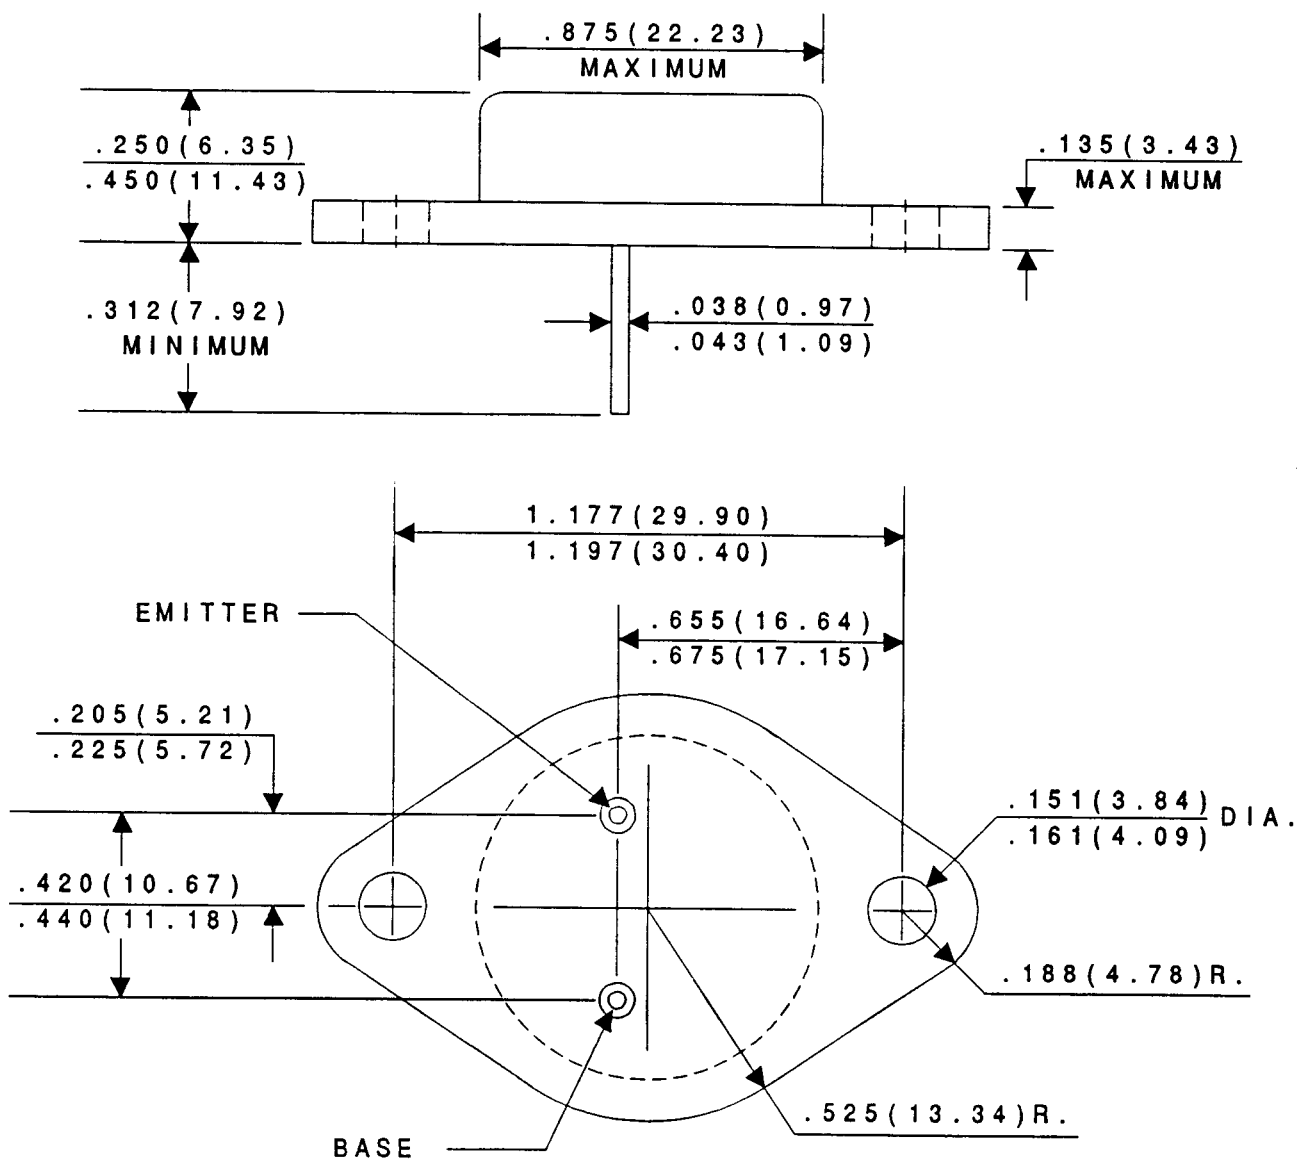 .875(22.23)
MAXIMUM
.250(6.35)
.450(11.43)
.135(3.43)
MAXIMUM
.312(7.92)
MINIMUM
.038(0.97)
.043(1.09)
1.177(29.90)
1.197(30.40)
EMITTER
.655(16.64)
.675(17.15)
.205(5.21)
.225(5.72)
.151(3.84)
.161(4.09)
DIA.
.420(10.67)
.440(11.18)
.188(4.78)R.
.525(13.34)R.
BASE